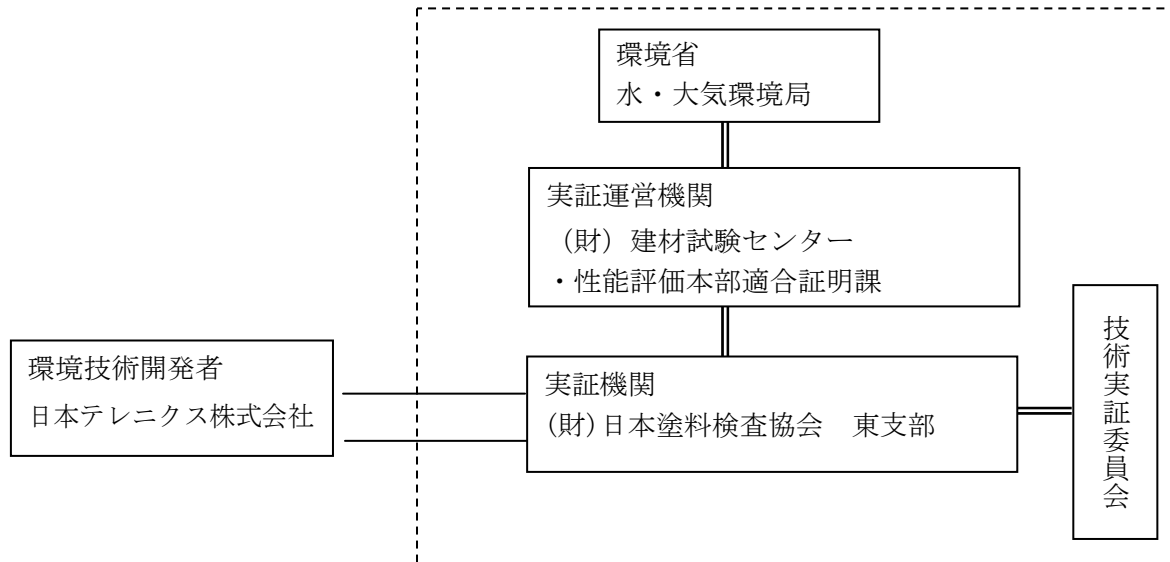 環境省
水・大気環境局
実証運営機関
（財）建材試験センター
・性能評価本部適合証明課
環境技術開発者
日本テレニクス株式会社
実証機関
(財)日本塗料検査協会　東支部
技術実証委員会